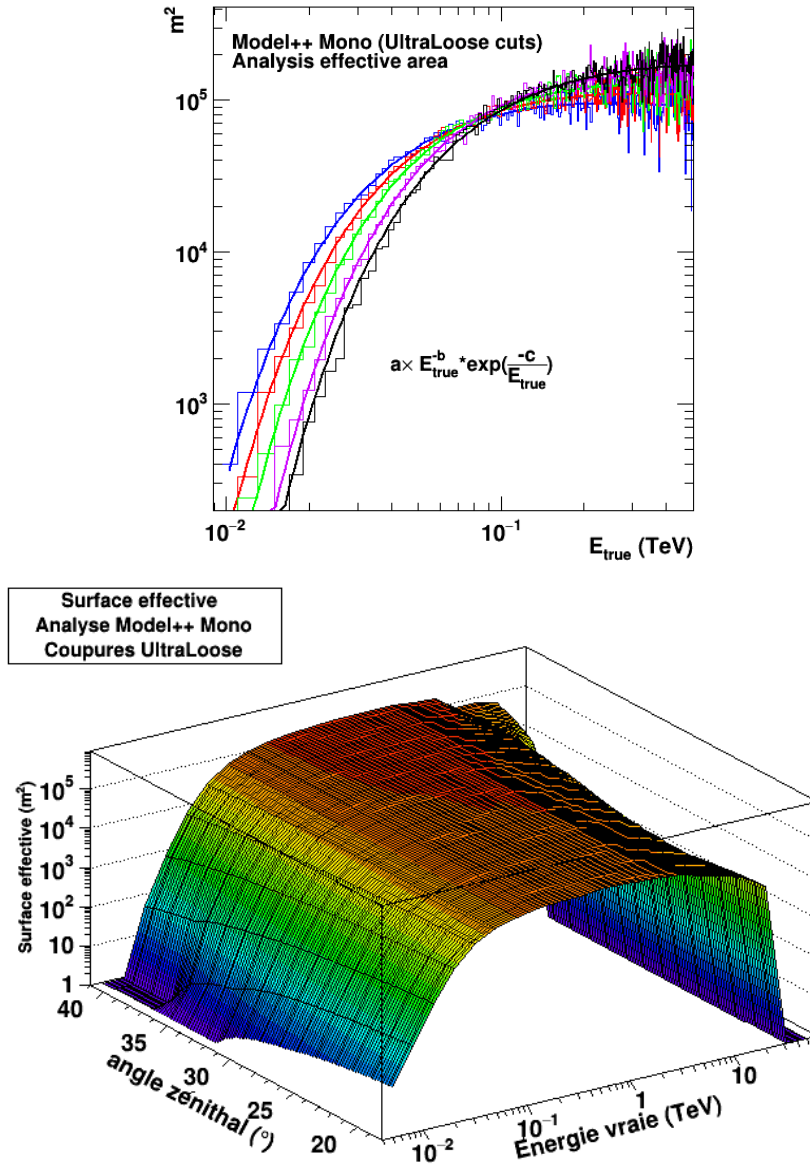 m²
Model++ Mono (UltraLoose cuts)
Analysis effective area
10⁵
10⁴
10³
a× E_true^-b *exp(-c/E_true)
10⁻² 10⁻¹
E_true (TeV)
Surface effective
Analyse Model++ Mono
Coupures UltraLoose
Surface effective (m²)
10⁵
10⁴
10³
10²
10
1
40
35
30
25
20
angle zénithal (°)
10⁻²
10⁻¹
1
10
Energie vraie (TeV)